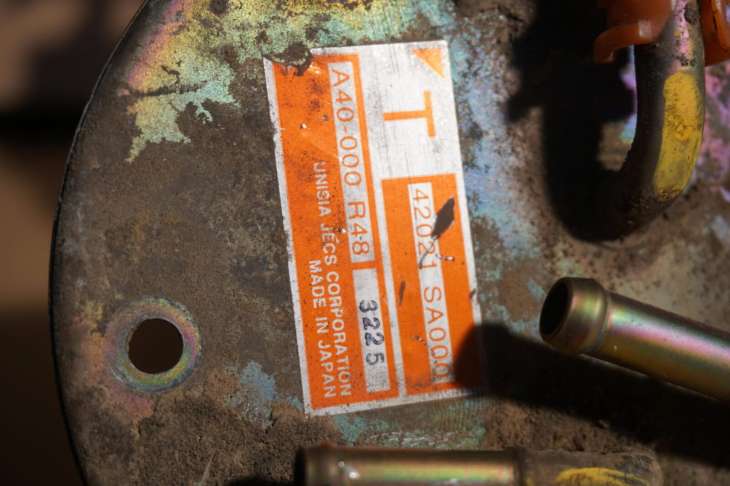 T
42021 SA000
A40-000 R48
3225
UNISIA JECS CORPORATION
MADE IN JAPAN